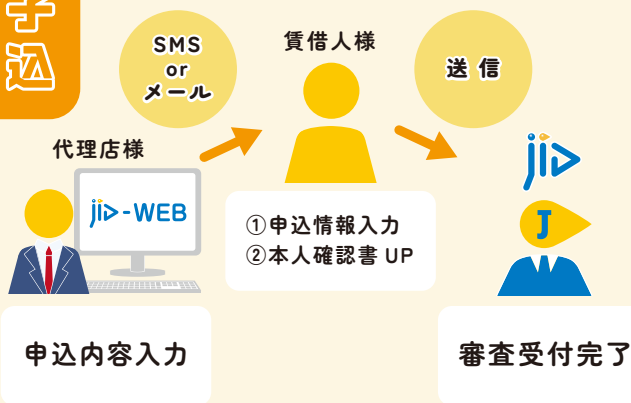 込
SMS
or
メール
賃借人様
送信
代理店様
jiD-WEB
jiD
①申込情報入力
②本人確認書 UP
J
申込内容入力
審査受付完了